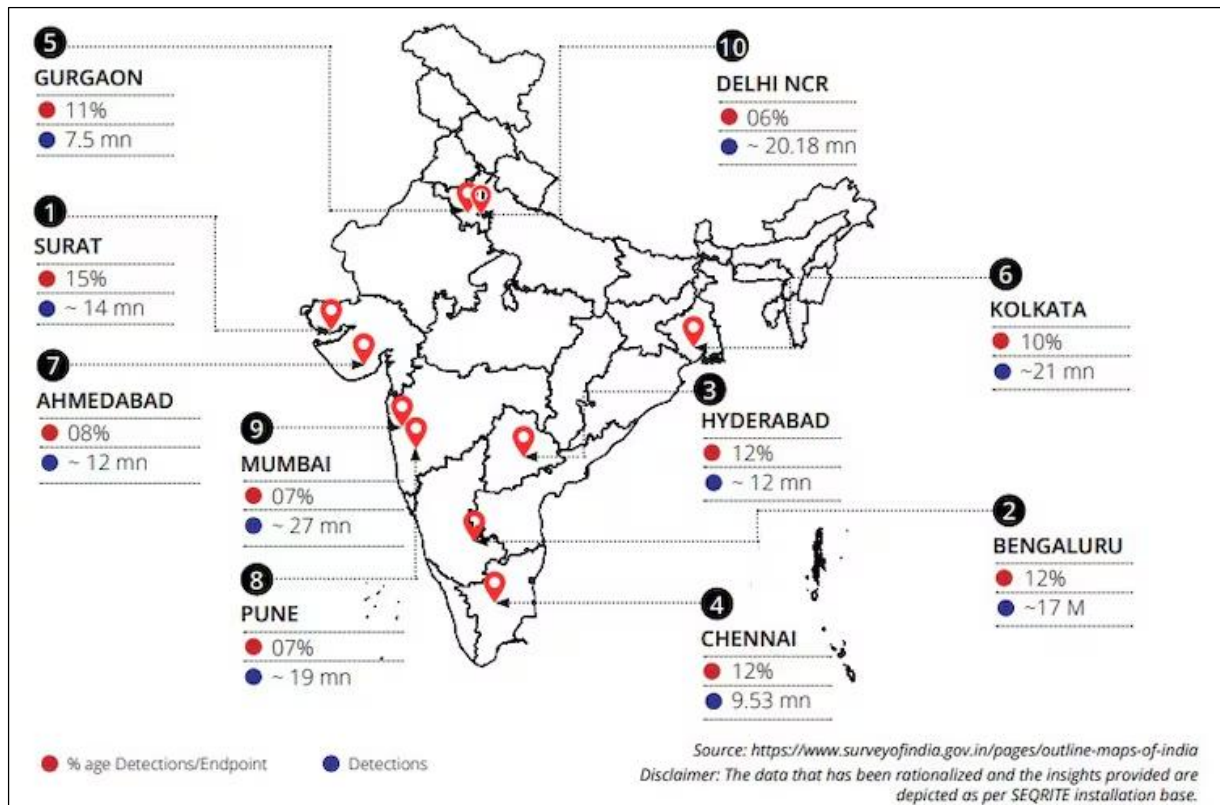 5
GURGAON
11%
7.5 mn
10
DELHI NCR
06%
~ 20.18 mn
1
SURAT
15%
~ 14 mn
6
KOLKATA
10%
~21 mn
7
AHMEDABAD
08%
~ 12 mn
3
HYDERABAD
12%
~ 12 mn
9
MUMBAI
07%
~ 27 mn
2
BENGALURU
12%
~17 M
8
PUNE
07%
~ 19 mn
4
CHENNAI
12%
9.53 mn
% age Detections/Endpoint
Detections
Source: https://www.surveyofindia.gov.in/pages/outline-maps-of-india
Disclaimer: The data that has been rationalized and the insights provided are
depicted as per SEQRITE installation base.